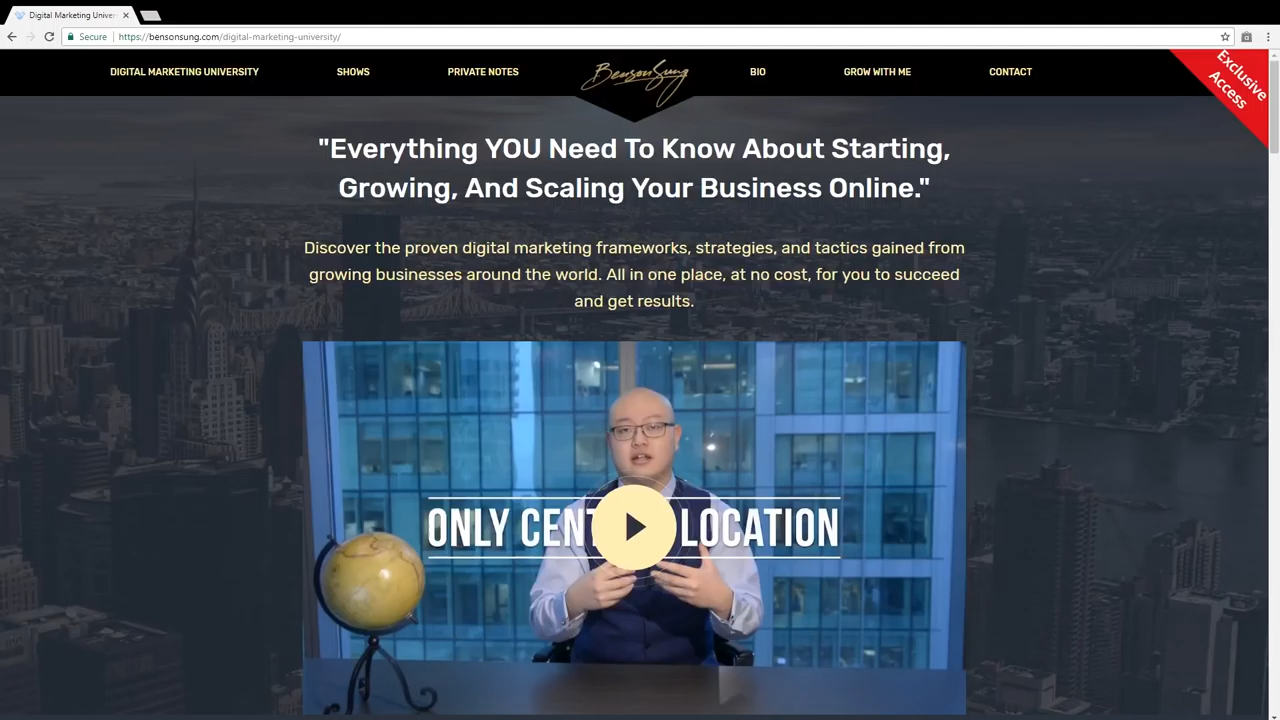 Digital Marketing Univer
Secure
https://bensonsung.com/digital-marketing-university/
DIGITAL MARKETING UNIVERSITY
SHOWS
PRIVATE NOTES
BensonSung
BIO
GROW WITH ME
CONTACT
Exclusive
Access
"Everything YOU Need To Know About Starting,
Growing, And Scaling Your Business Online."
Discover the proven digital marketing frameworks, strategies, and tactics gained from
growing businesses around the world. All in one place, at no cost, for you to succeed
and get results.
ONLY CENT LOCATION